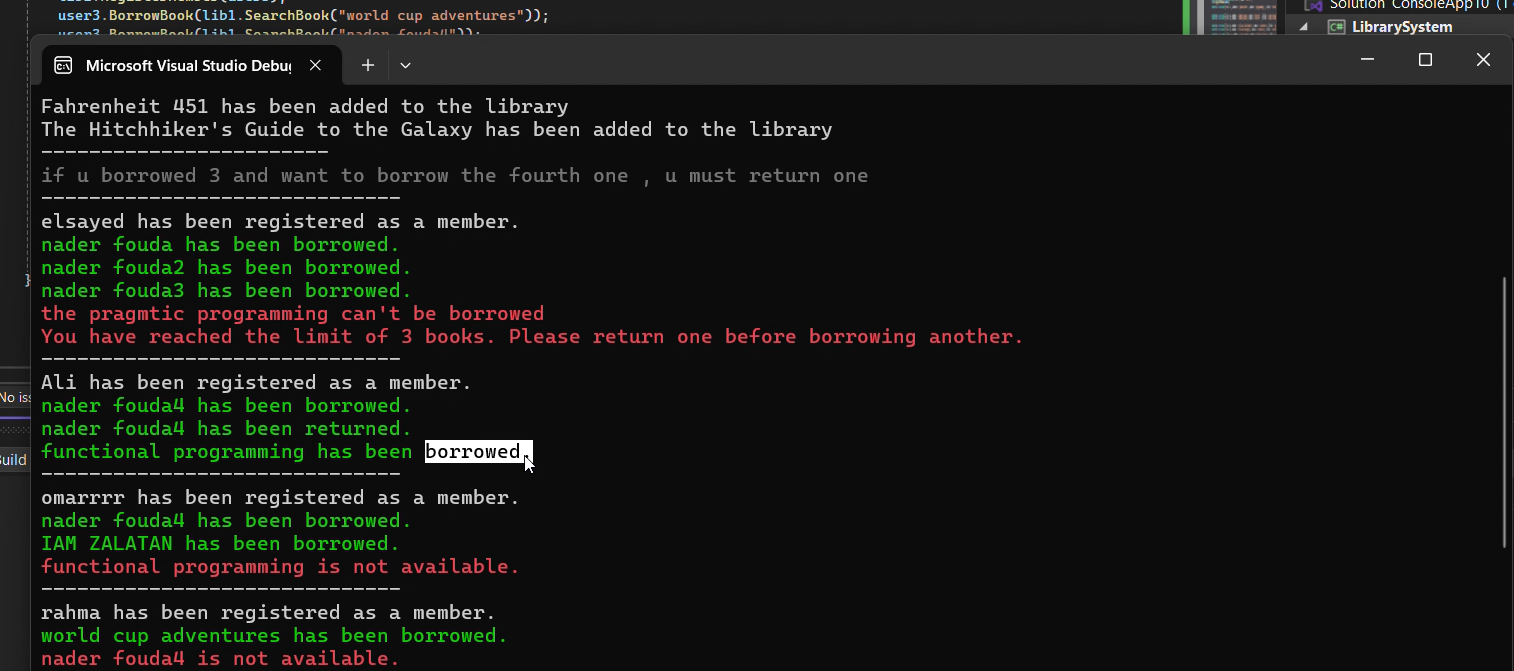 user3.BorrowBook(lib1.SearchBook("world cup adventures"));
user3.BorrowBook(lib1.SearchBook("nader fouda4"));
Solution 'ConsoleApp10' (1
LibrarySystem
Microsoft Visual Studio Debu
Fahrenheit 451 has been added to the library
The Hitchhiker's Guide to the Galaxy has been added to the library
------------------------
if u borrowed 3 and want to borrow the fourth one , u must return one
------------------------------
elsayed has been registered as a member.
nader fouda has been borrowed.
nader fouda2 has been borrowed.
nader fouda3 has been borrowed.
the pragmtic programming can't be borrowed
You have reached the limit of 3 books. Please return one before borrowing another.
------------------------------
Ali has been registered as a member.
nader fouda4 has been borrowed.
nader fouda4 has been returned.
functional programming has been borrowed.
------------------------------
omarrrr has been registered as a member.
nader fouda4 has been borrowed.
IAM ZALATAN has been borrowed.
functional programming is not available.
------------------------------
rahma has been registered as a member.
world cup adventures has been borrowed.
nader fouda4 is not available.
}
No iss
Build